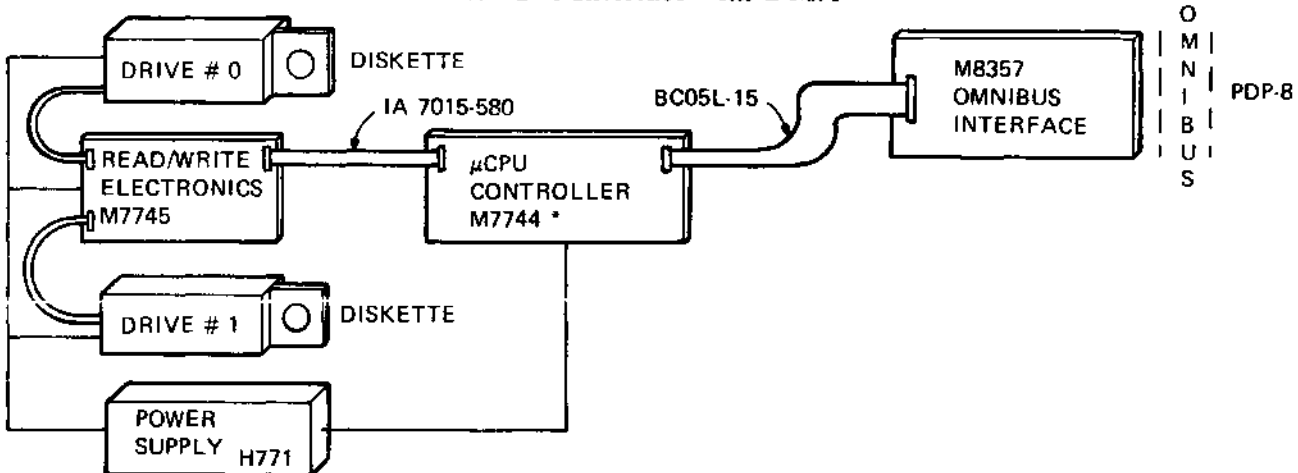 DRIVE # 0
DISKETTE
IA 7015-580
BC05L-15
M8357
OMNIBUS
INTERFACE
OMNIBUS
PDP-8
READ/WRITE
ELECTRONICS
M7745
μCPU
CONTROLLER
M7744 *
DRIVE # 1
DISKETTE
POWER
SUPPLY
H771